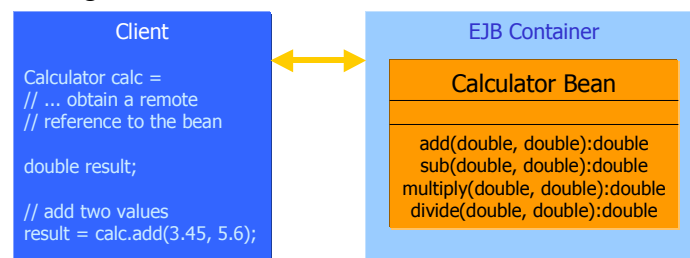 Client
Calculator calc =
// ... obtain a remote
// reference to the bean
double result;
// add two values
result = calc.add(3.45, 5.6);
EJB Container
Calculator Bean
add(double, double):double
sub(double, double):double
multiply(double, double):double
divide(double, double):double